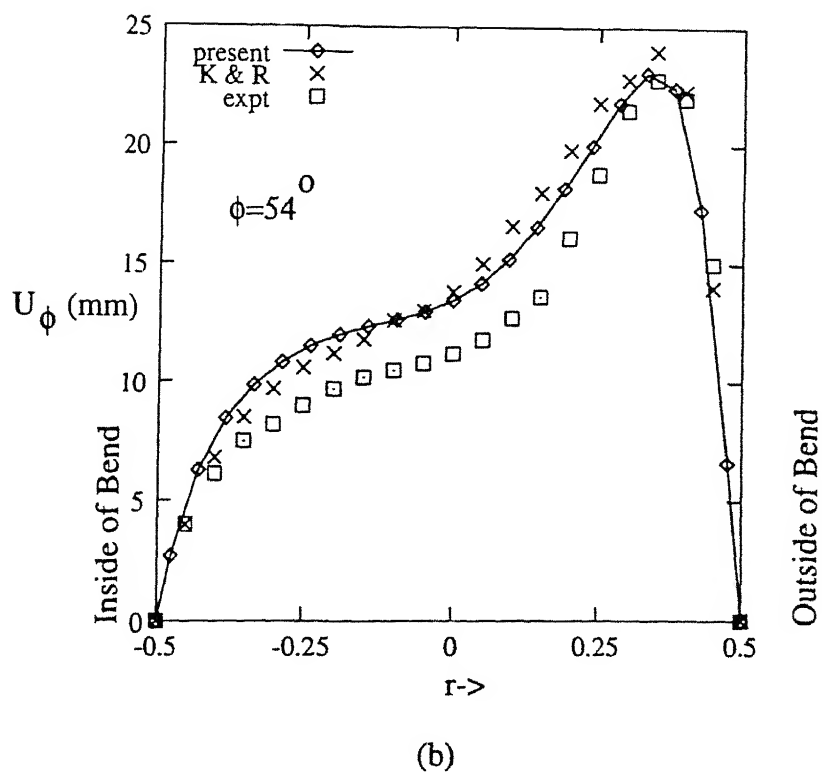 25
present
K & R
expt
20
ϕ=54°
15
U ϕ (mm)
10
Inside of Bend
Outside of Bend
5
0
-0.5 -0.25 0 0.25 0.5
r->
(b)